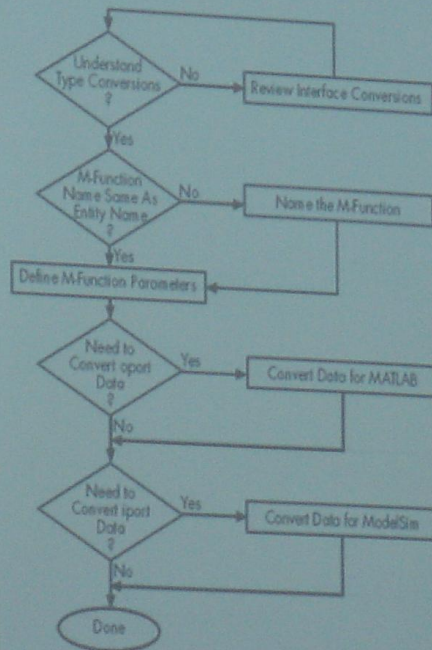 Understand
Type Conversions
?
No
Review Interface Conversions
Yes
M-Function
Name Same As
Entity Name
?
No
Name the M-Function
Yes
Define M-Function Parameters
Need to
Convert oport
Data
?
Yes
Convert Data for MATLAB
No
Need to
Convert iport
Data
?
Yes
Convert Data for ModelSim
No
Done